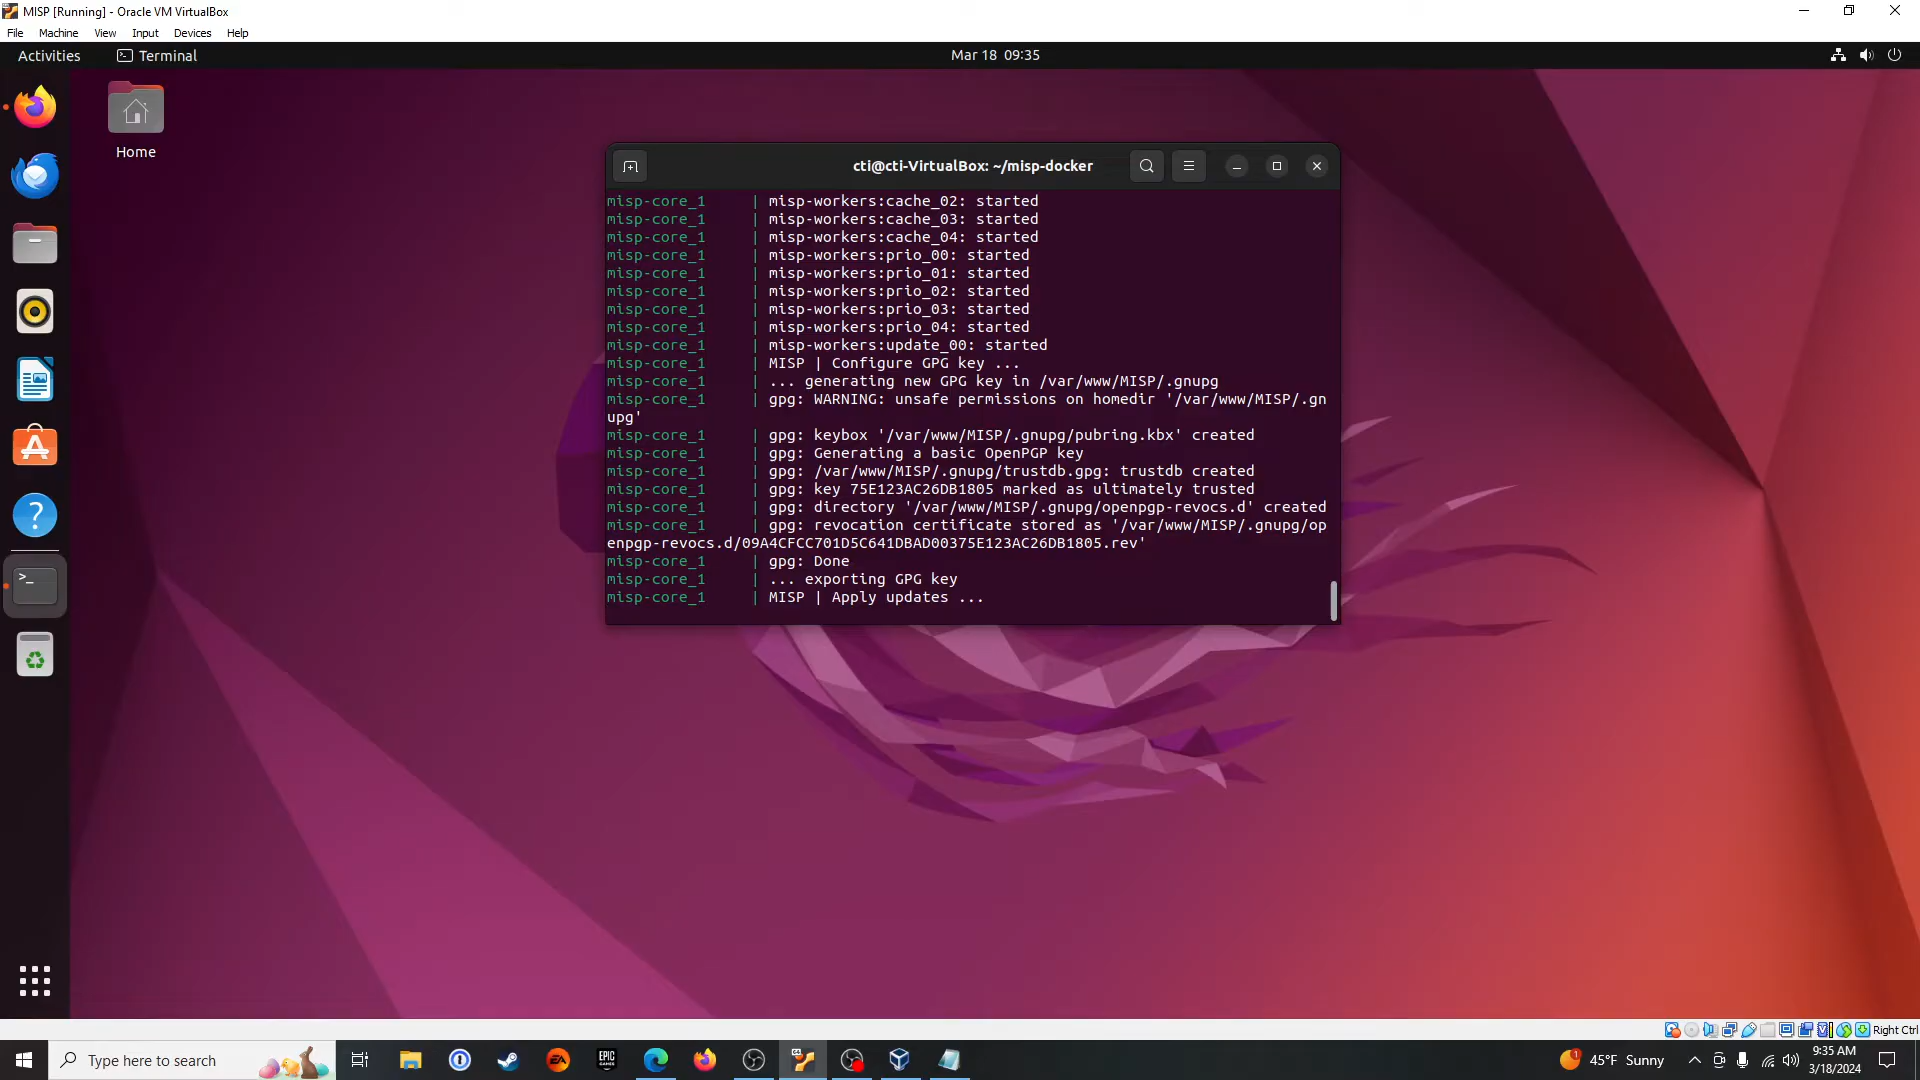 MISP [Running] - Oracle VM VirtualBox
File Machine View Input Devices Help
Activities Terminal Mar 18 09:35
Home
cti@cti-VirtualBox: ~/misp-docker
misp-core_1 | misp-workers:cache_02: started
misp-core_1 | misp-workers:cache_03: started
misp-core_1 | misp-workers:cache_04: started
misp-core_1 | misp-workers:prio_00: started
misp-core_1 | misp-workers:prio_01: started
misp-core_1 | misp-workers:prio_02: started
misp-core_1 | misp-workers:prio_03: started
misp-core_1 | misp-workers:prio_04: started
misp-core_1 | misp-workers:update_00: started
misp-core_1 | MISP | Configure GPG key ...
misp-core_1 | ... generating new GPG key in /var/www/MISP/.gnupg
misp-core_1 | gpg: WARNING: unsafe permissions on homedir '/var/www/MISP/.gn
upg'
misp-core_1 | gpg: keybox '/var/www/MISP/.gnupg/pubring.kbx' created
misp-core_1 | gpg: Generating a basic OpenPGP key
misp-core_1 | gpg: /var/www/MISP/.gnupg/trustdb.gpg: trustdb created
misp-core_1 | gpg: key 75E123AC26DB1805 marked as ultimately trusted
misp-core_1 | gpg: directory '/var/www/MISP/.gnupg/openpgp-revocs.d' created
misp-core_1 | gpg: revocation certificate stored as '/var/www/MISP/.gnupg/op
enpgp-revocs.d/09A4CFCC701D5C641DBAD00375E123AC26DB1805.rev'
misp-core_1 | gpg: Done
misp-core_1 | ... exporting GPG key
misp-core_1 | MISP | Apply updates ...
Right Ctrl
Type here to search
EA
EPIC
GAMES
1
45°F Sunny
9:35 AM
3/18/2024